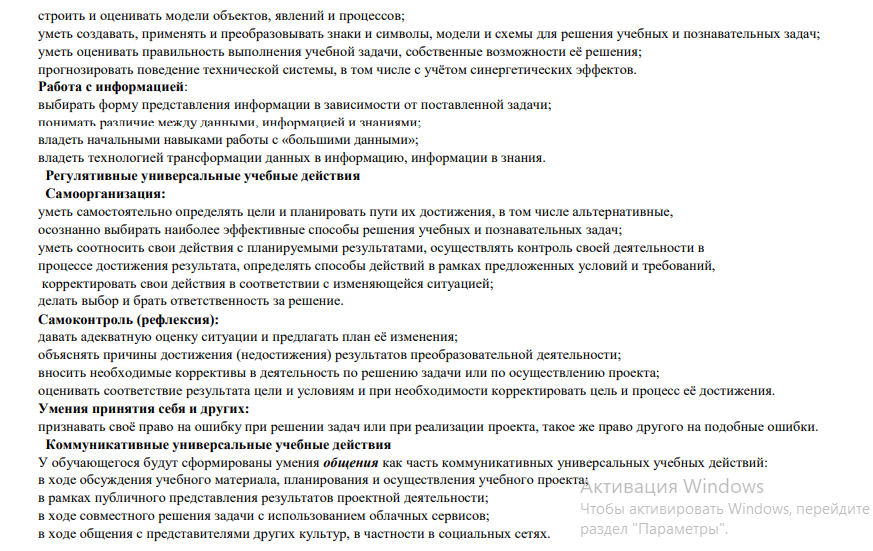 строить и оценивать модели объектов, явлений и процессов;
уметь создавать, применять и преобразовывать знаки и символы, модели и схемы для решения учебных и познавательных задач;
уметь оценивать правильность выполнения учебной задачи, собственные возможности её решения;
прогнозировать поведение технической системы, в том числе с учётом синергетических эффектов.
Работа с информацией:
выбирать форму представления информации в зависимости от поставленной задачи;
понимать различие между данными, информацией и знаниями;
владеть начальными навыками работы с «большими данными»;
владеть технологией трансформации данных в информацию, информации в знания.
Регулятивные универсальные учебные действия
Самоорганизация:
уметь самостоятельно определять цели и планировать пути их достижения, в том числе альтернативные,
осознанно выбирать наиболее эффективные способы решения учебных и познавательных задач;
уметь соотносить свои действия с планируемыми результатами, осуществлять контроль своей деятельности в
процессе достижения результата, определять способы действий в рамках предложенных условий и требований,
корректировать свои действия в соответствии с изменяющейся ситуацией;
делать выбор и брать ответственность за решение.
Самоконтроль (рефлексия):
давать адекватную оценку ситуации и предлагать план её изменения;
объяснять причины достижения (недостижения) результатов преобразовательной деятельности;
вносить необходимые коррективы в деятельность по решению задачи или по осуществлению проекта;
оценивать соответствие результата цели и условиям и при необходимости корректировать цель и процесс её достижения.
Умения принятия себя и других:
признавать своё право на ошибку при решении задач или при реализации проекта, такое же право другого на подобные ошибки.
Коммуникативные универсальные учебные действия
У обучающегося будут сформированы умения общения как часть коммуникативных универсальных учебных действий:
в ходе обсуждения учебного материала, планирования и осуществления учебного проекта;
в рамках публичного представления результатов проектной деятельности;
в ходе совместного решения задачи с использованием облачных сервисов;
в ходе общения с представителями других культур, в частности в социальных сетях.
Активация Windows
Чтобы активировать Windows, перейдите
раздел "Параметры".